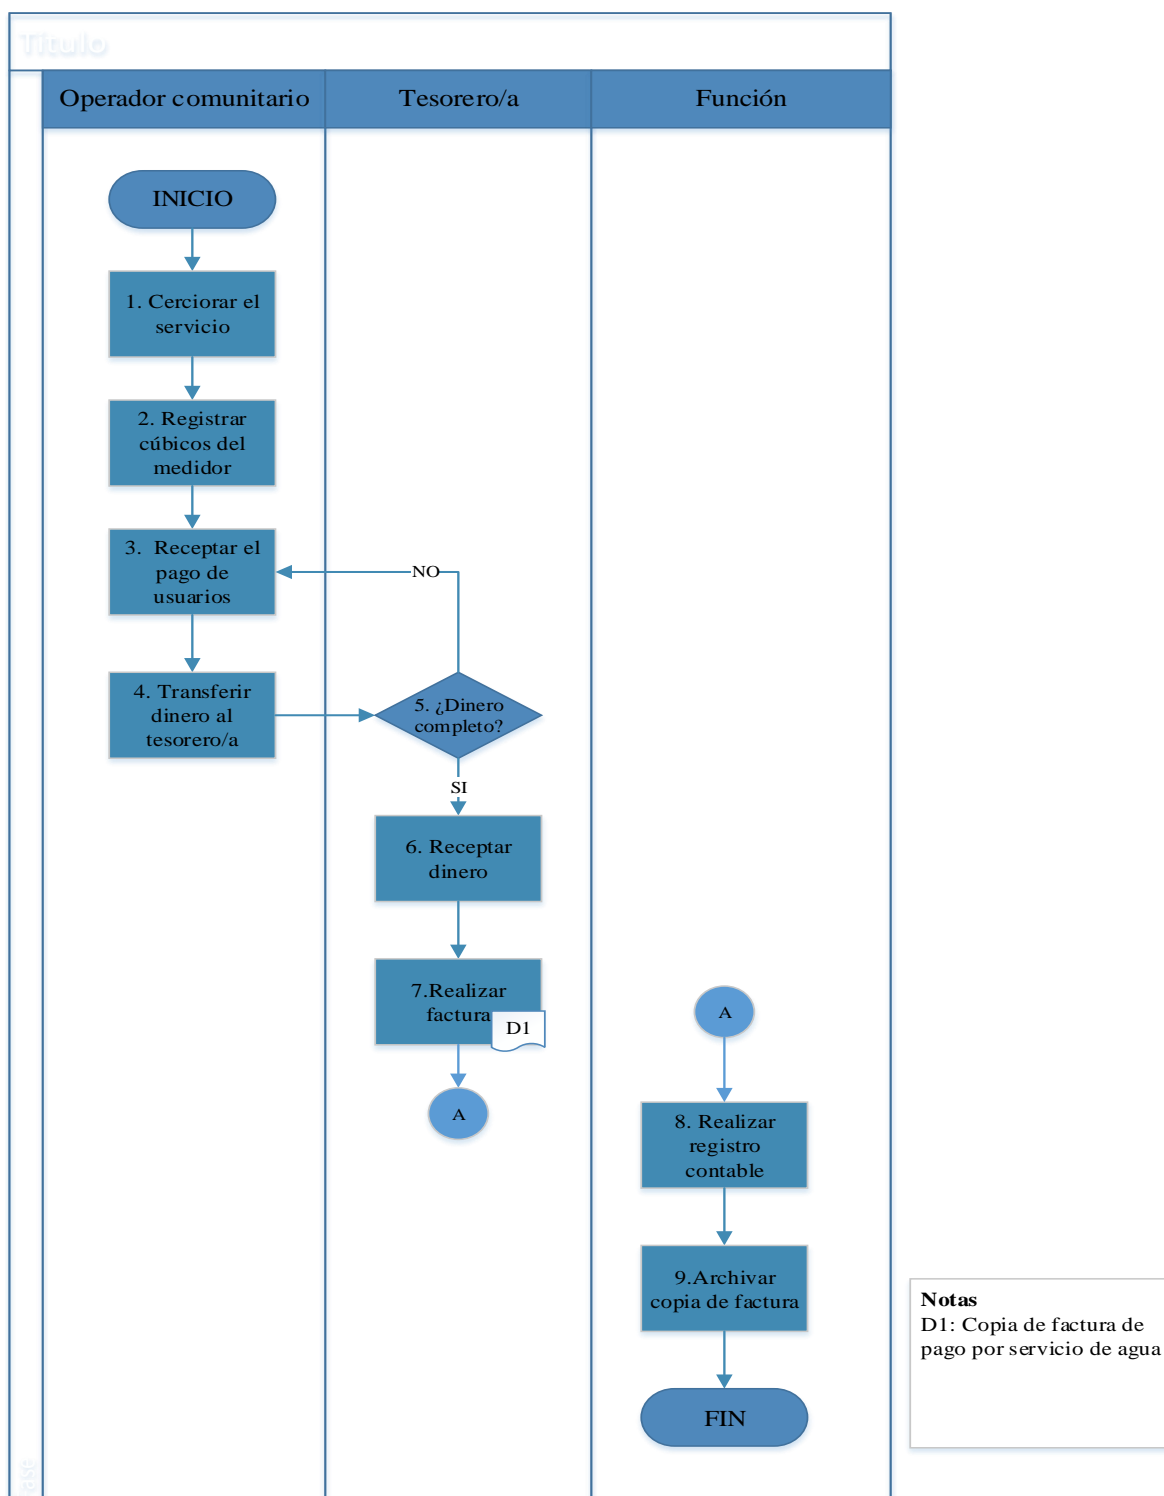 Título
Operador comunitario
Tesorero/a
Función
INICIO
1. Cerciorar el
servicio
2. Registrar
cúbicos del
medidor
3. Receptar el
pago de
usuarios
NO
4. Transferir
dinero al
tesorero/a
5. ¿Dinero
completo?
SI
6. Receptar
dinero
7.Realizar
factura
D1
A
A
8. Realizar
registro
contable
9.Archivar
copia de factura
FIN
Notas
D1: Copia de factura de
pago por servicio de agua